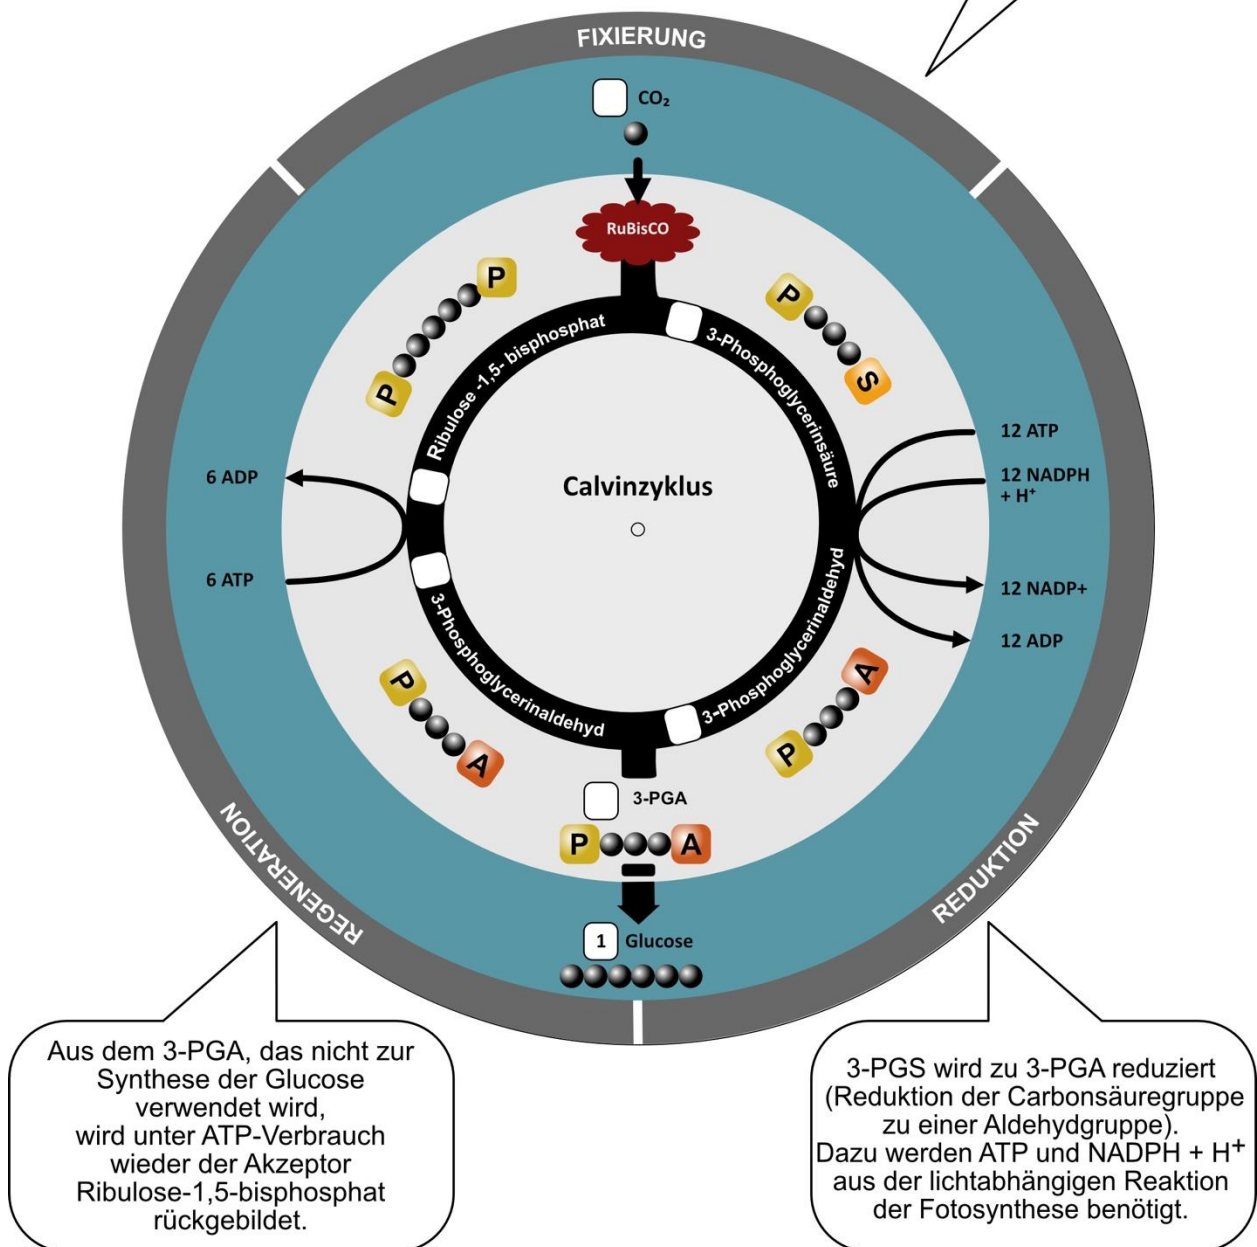 FIXIERUNG
CO₂
RuBisCO
P
P
P
S
Ribulose -1,5- bisphosphat
3-Phosphoglycerinsäure
12 ATP
12 NADPH
+ H⁺
6 ADP
Calvinzyklus
6 ATP
12 NADP+
12 ADP
3-Phosphoglycerinaldehyd
3-Phosphoglycerinaldehyd
P
A
A
P
3-PGA
P
A
REGENERATION
REDUKTION
1 Glucose
Aus dem 3-PGA, das nicht zur
Synthese der Glucose
verwendet wird,
wird unter ATP-Verbrauch
wieder der Akzeptor
Ribulose-1,5-bisphosphat
rückgebildet.
3-PGS wird zu 3-PGA reduziert
(Reduktion der Carbonsäuregruppe
zu einer Aldehydgruppe).
Dazu werden ATP und NADPH + H⁺
aus der lichtabhängigen Reaktion
der Fotosynthese benötigt.